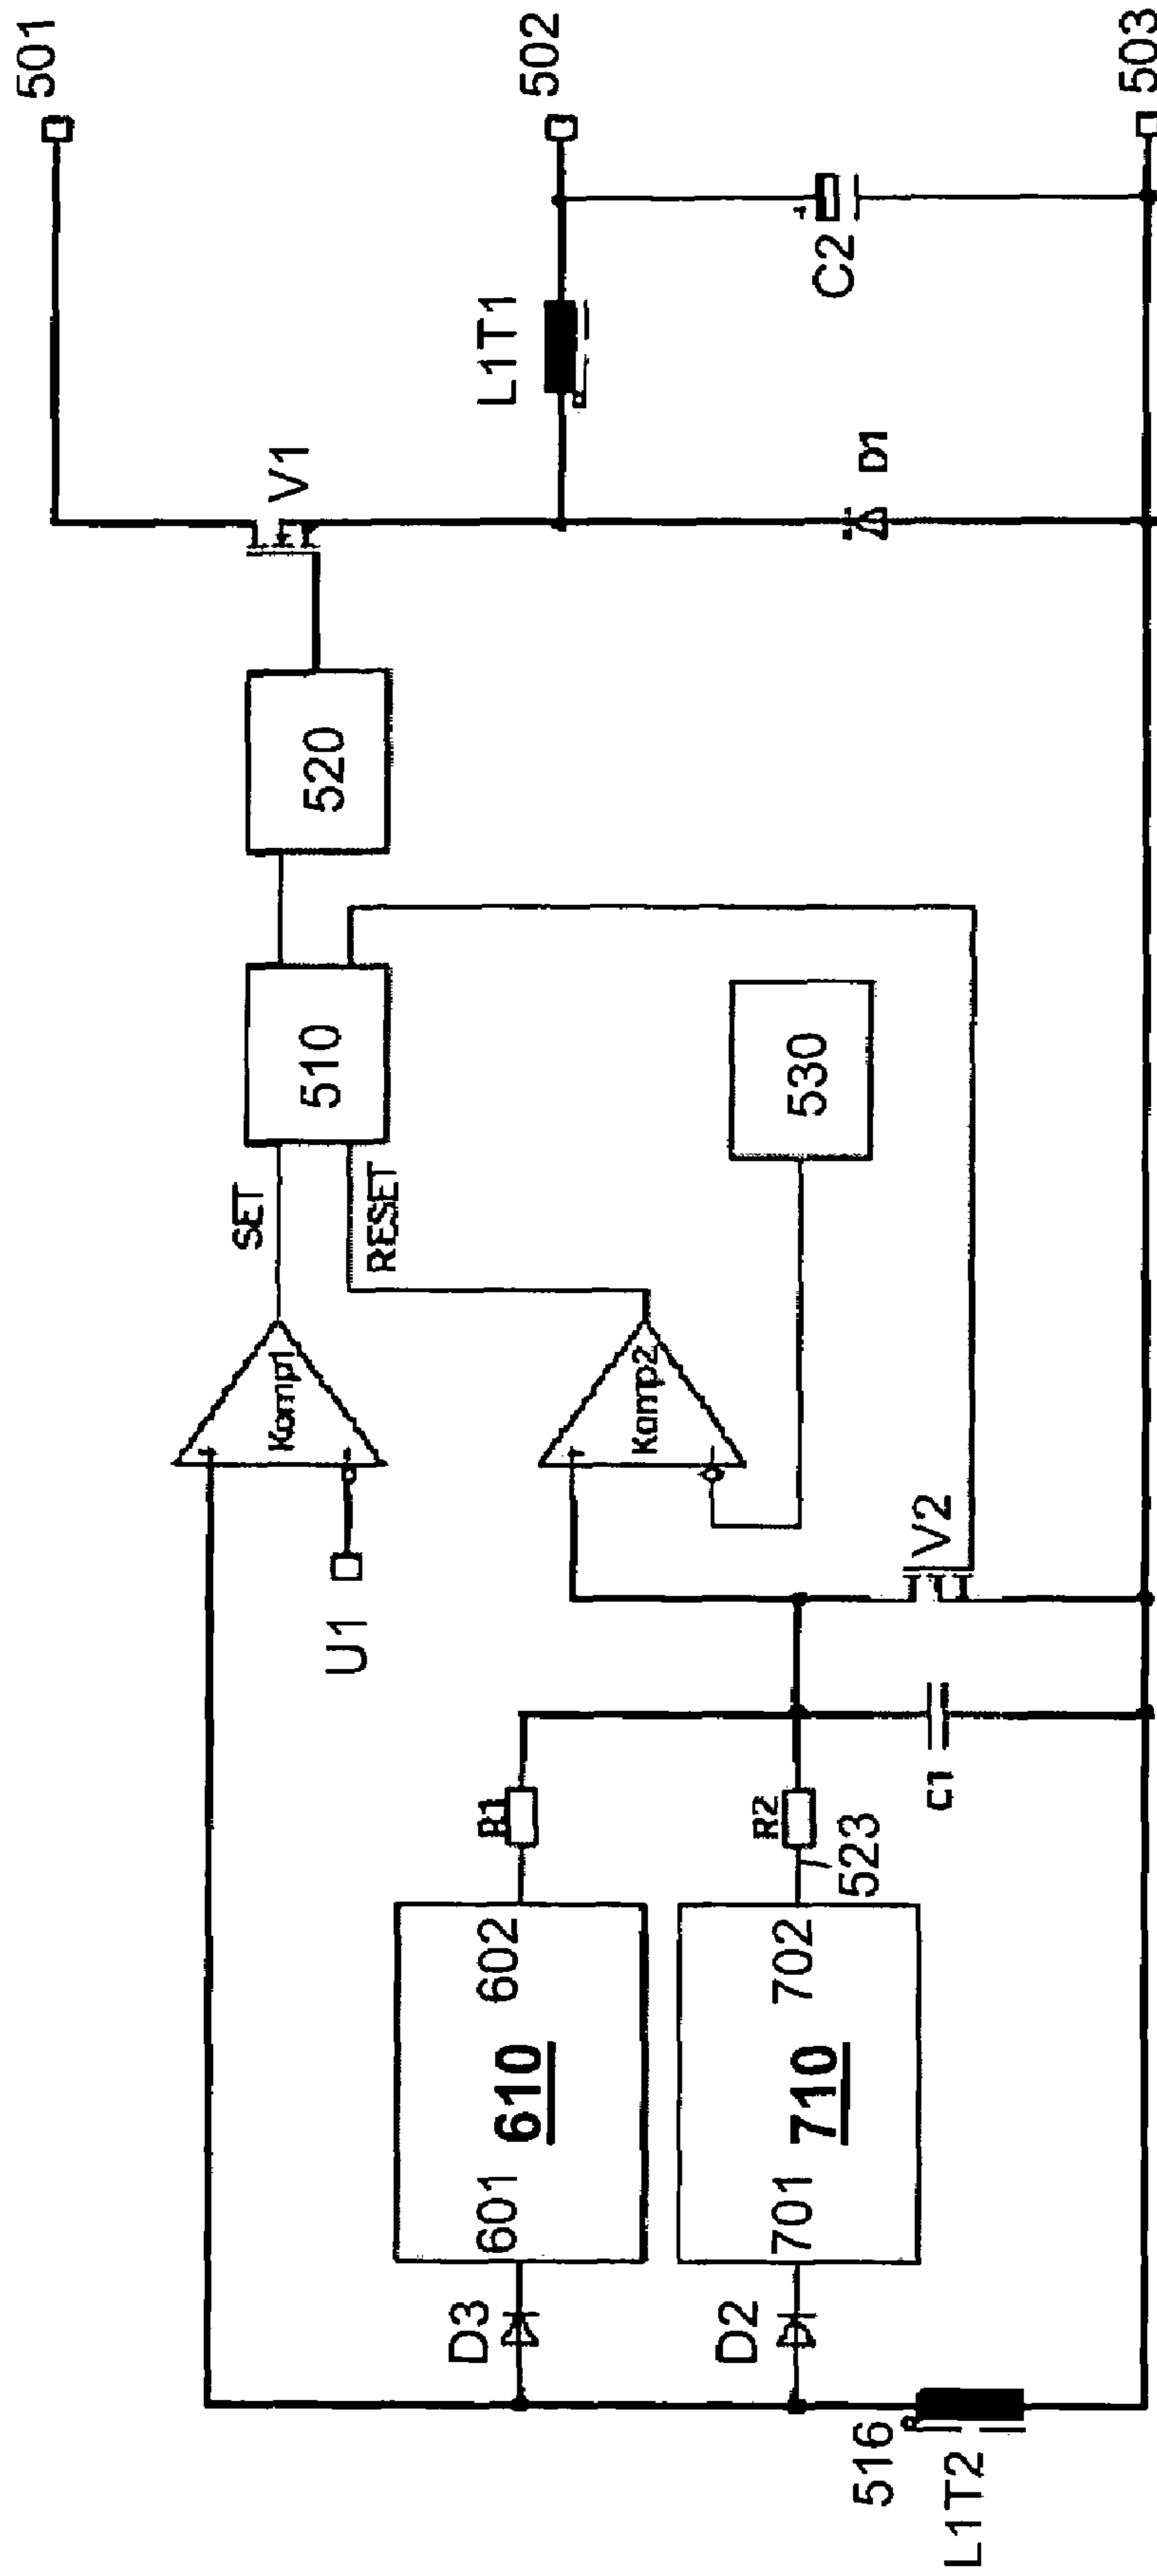 501
V1
520
510
SET
RESET
Komp1
U1
L1T1
502
C2
D1
530
Komp2
V2
503
R1
602
610
601
D3
R2
523
702
710
701
D2
C1
516
L1T2